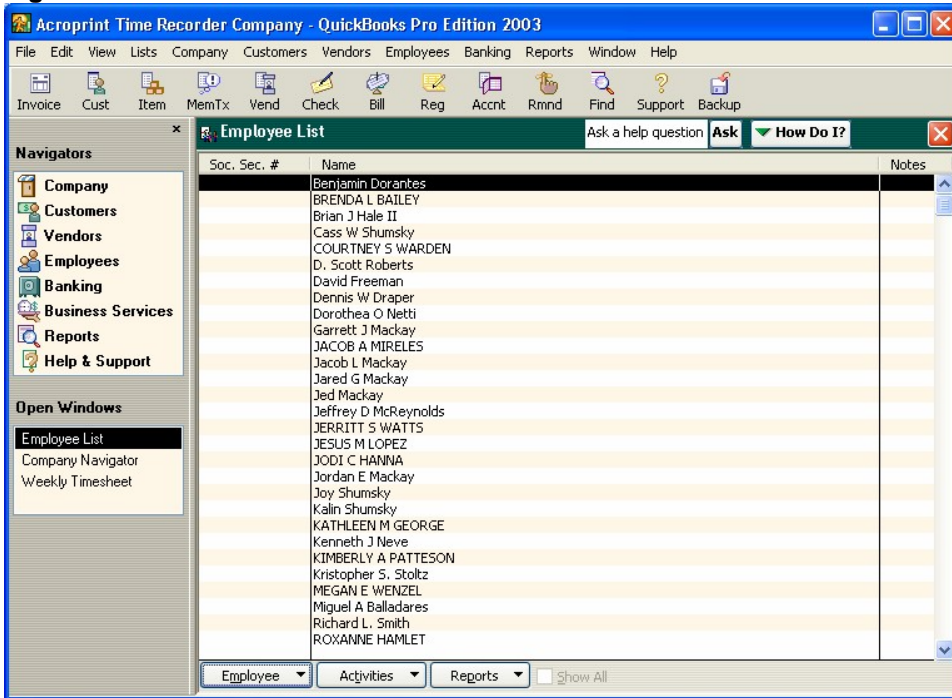 Acroprint Time Recorder Company - QuickBooks Pro Edition 2003
File Edit View Lists Company Customers Vendors Employees Banking Reports Window Help
Invoice Cust Item MemTx Vend Check Bill Reg Accnt Rmnd Find Support Backup
Navigators
Company
Customers
Vendors
Employees
Banking
Business Services
Reports
Help & Support
Open Windows
Employee List
Company Navigator
Weekly Timesheet
Employee List Ask a help question Ask How Do I?
Soc. Sec. # Name Notes
Benjamin Dorantes
BRENDA L BAILEY
Brian J Hale II
Cass W Shumsky
COURTNEY S WARDEN
D. Scott Roberts
David Freeman
Dennis W Draper
Dorothea O Netti
Garrett J Mackay
JACOB A MIRELES
Jacob L Mackay
Jared G Mackay
Jed Mackay
Jeffrey D McReynolds
JERRITT S WATTS
JESUS M LOPEZ
JODI C HANNA
Jordan E Mackay
Joy Shumsky
Kalin Shumsky
KATHLEEN M GEORGE
Kenneth J Neve
KIMBERLY A PATTESON
Kristopher S. Stoltz
MEGAN E WENZEL
Miguel A Balladares
Richard L. Smith
ROXANNE HAMLET
Employee Activities Reports Show All